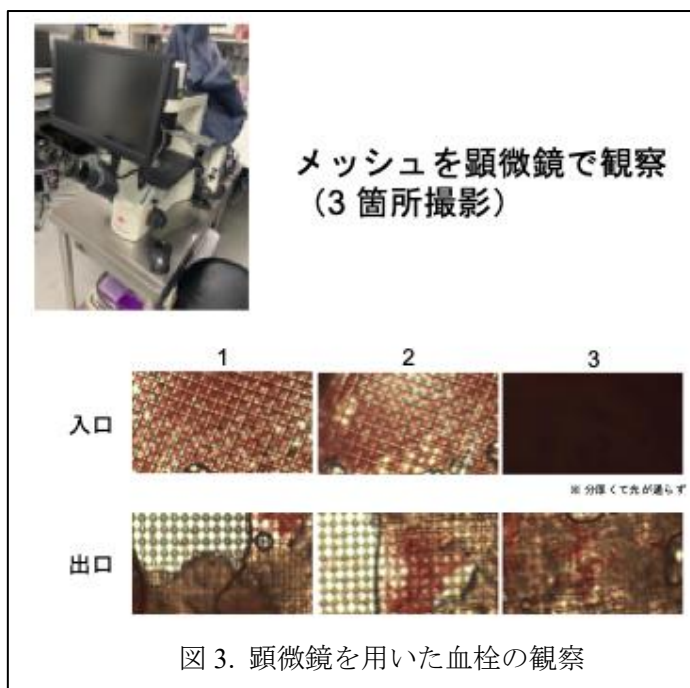 メッシュを顕微鏡で観察
（3 箇所撮影）
1 2 3
入口
※ 分厚くて光が通らず
出口
図 3. 顕微鏡を用いた血栓の観察